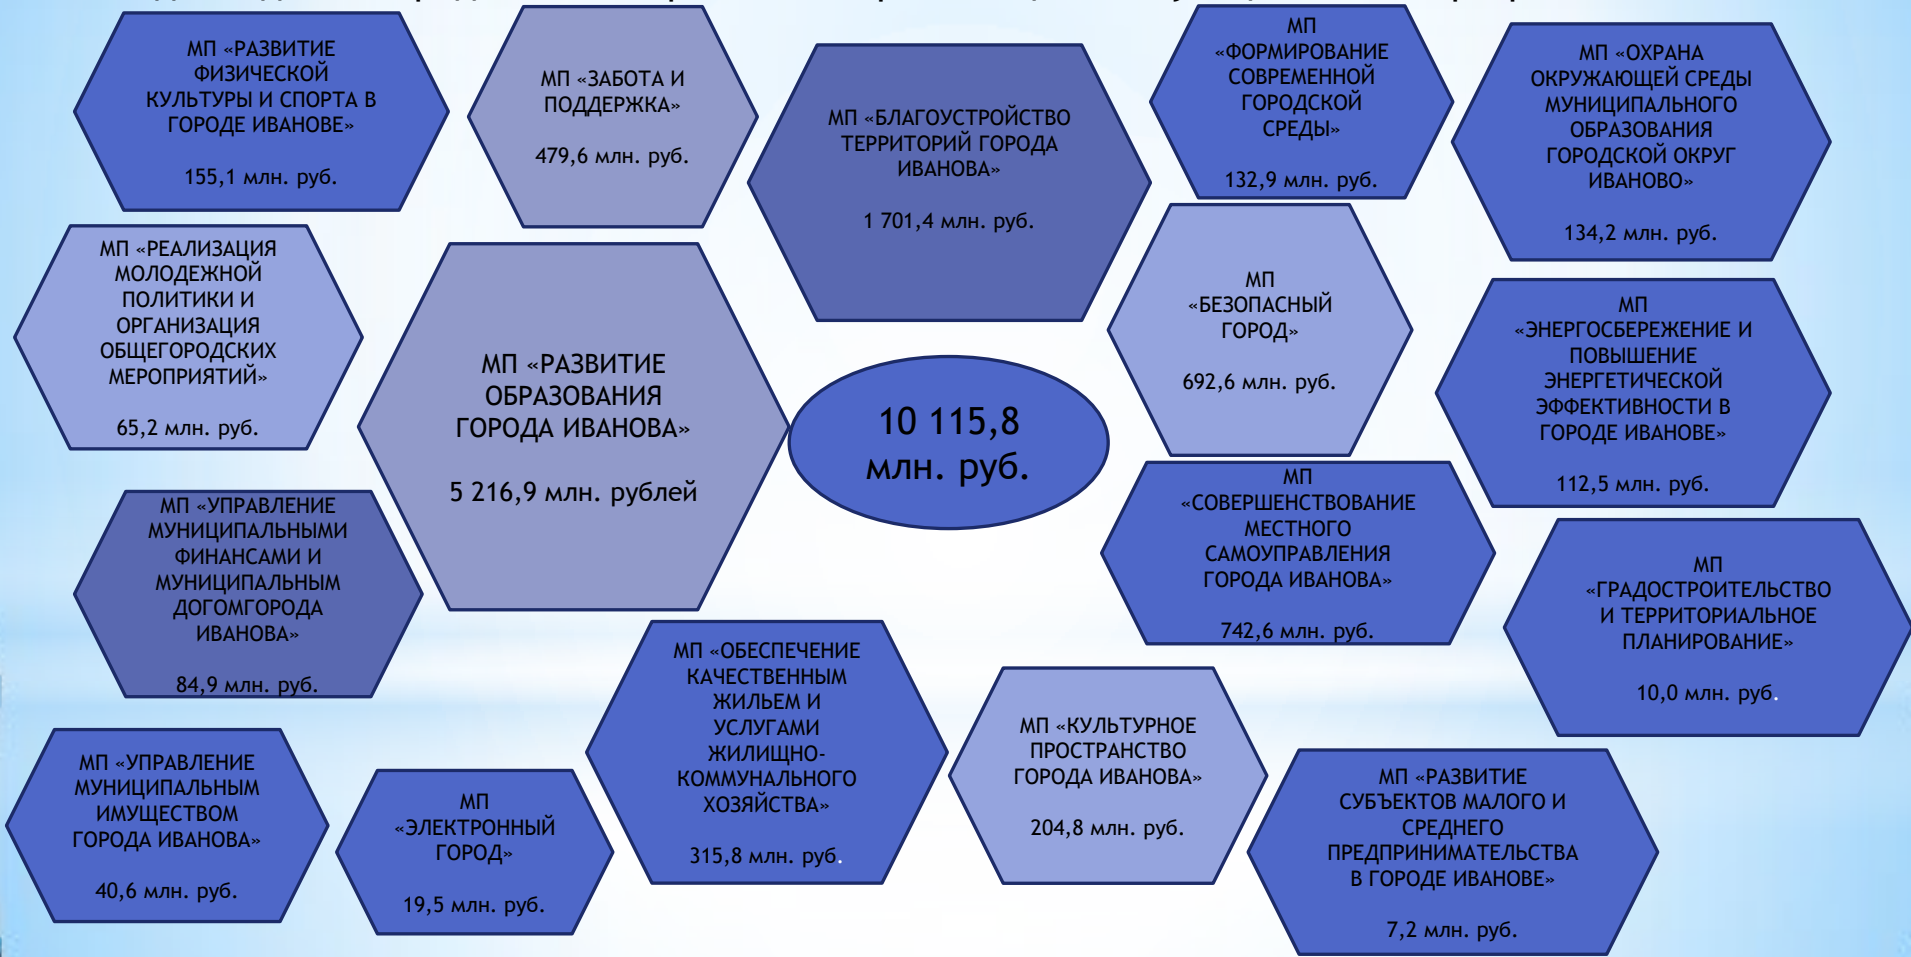 МП «РАЗВИТИЕ
ФИЗИЧЕСКОЙ
КУЛЬТУРЫ И СПОРТА В
ГОРОДЕ ИВАНОВЕ»
155,1 млн. руб.
МП «ЗАБОТА И
ПОДДЕРЖКА»
479,6 млн. руб.
МП «БЛАГОУСТРОЙСТВО
ТЕРРИТОРИЙ ГОРОДА
ИВАНОВА»
1 701,4 млн. руб.
МП
«ФОРМИРОВАНИЕ
СОВРЕМЕННОЙ
ГОРОДСКОЙ
СРЕДЫ»
132,9 млн. руб.
МП «ОХРАНА
ОКРУЖАЮЩЕЙ СРЕДЫ
МУНИЦИПАЛЬНОГО
ОБРАЗОВАНИЯ
ГОРОДСКОЙ ОКРУГ
ИВАНОВО»
134,2 млн. руб.
МП «РЕАЛИЗАЦИЯ
МОЛОДЕЖНОЙ
ПОЛИТИКИ И
ОРГАНИЗАЦИЯ
ОБЩЕГОРОДСКИХ
МЕРОПРИЯТИЙ»
65,2 млн. руб.
МП «РАЗВИТИЕ
ОБРАЗОВАНИЯ
ГОРОДА ИВАНОВА»
5 216,9 млн. рублей
10 115,8
млн. руб.
МП
«БЕЗОПАСНЫЙ
ГОРОД»
692,6 млн. руб.
МП
«ЭНЕРГОСБЕРЕЖЕНИЕ И
ПОВЫШЕНИЕ
ЭНЕРГЕТИЧЕСКОЙ
ЭФФЕКТИВНОСТИ В
ГОРОДЕ ИВАНОВЕ»
112,5 млн. руб.
МП «УПРАВЛЕНИЕ
МУНИЦИПАЛЬНЫМИ
ФИНАНСАМИ И
МУНИЦИПАЛЬНЫМ
ДОГОМГОРОДА
ИВАНОВА»
84,9 млн. руб.
МП
«СОВЕРШЕНСТВОВАНИЕ
МЕСТНОГО
САМОУПРАВЛЕНИЯ
ГОРОДА ИВАНОВА»
742,6 млн. руб.
МП
«ГРАДОСТРОИТЕЛЬСТВО
И ТЕРРИТОРИАЛЬНОЕ
ПЛАНИРОВАНИЕ»
10,0 млн. руб.
МП «УПРАВЛЕНИЕ
МУНИЦИПАЛЬНЫМ
ИМУЩЕСТВОМ
ГОРОДА ИВАНОВА»
40,6 млн. руб.
МП
«ЭЛЕКТРОННЫЙ
ГОРОД»
19,5 млн. руб.
МП «ОБЕСПЕЧЕНИЕ
КАЧЕСТВЕННЫМ
ЖИЛЬЕМ И
УСЛУГАМИ
ЖИЛИЩНО-
КОММУНАЛЬНОГО
ХОЗЯЙСТВА»
315,8 млн. руб.
МП «КУЛЬТУРНОЕ
ПРОСТРАНСТВО
ГОРОДА ИВАНОВА»
204,8 млн. руб.
МП «РАЗВИТИЕ
СУБЪЕКТОВ МАЛОГО И
СРЕДНЕГО
ПРЕДПРИНИМАТЕЛЬСТВА
В ГОРОДЕ ИВАНОВЕ»
7,2 млн. руб.